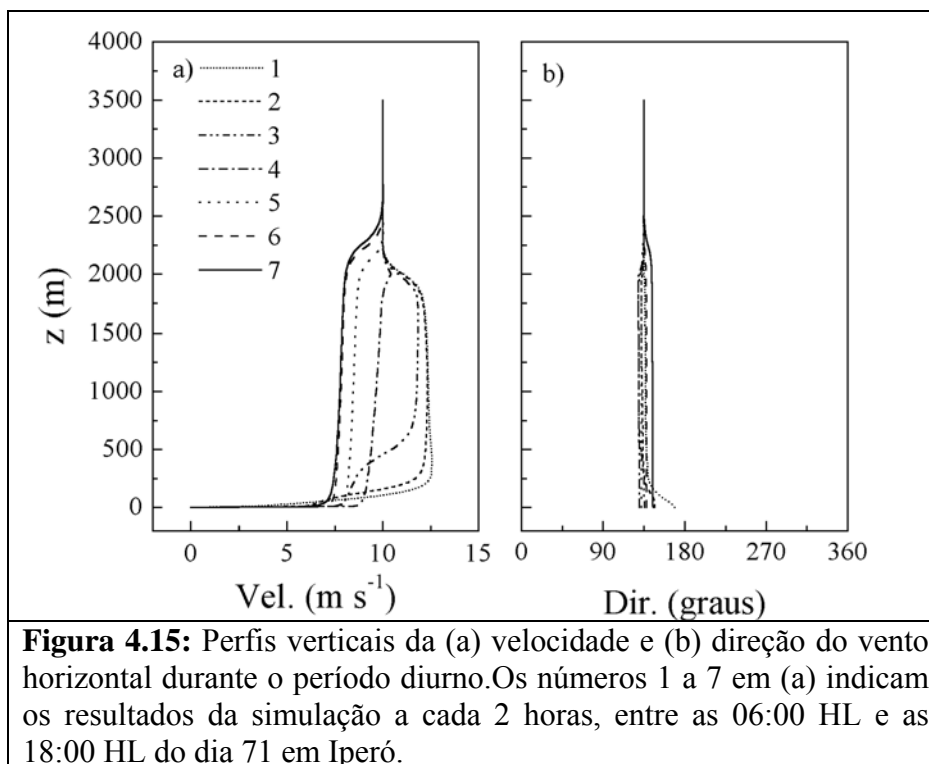 4000
3500
3000
2500
2000
1500
1000
500
0
z (m)
a)
1
2
3
4
5
6
7
0
5
10
15
Vel. (m s⁻¹)
b)
0
90
180
270
360
Dir. (graus)
Figura 4.15: Perfis verticais da (a) velocidade e (b) direção do vento
horizontal durante o período diurno.Os números 1 a 7 em (a) indicam
os resultados da simulação a cada 2 horas, entre as 06:00 HL e as
18:00 HL do dia 71 em Iperó.